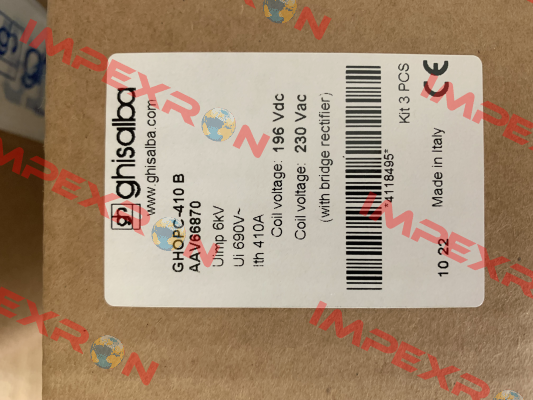 ghisalba
www.ghisalba.com
GHOPC-410 B
AAV66870
Uimp 6kV
Ui 690V~
Ith 410A
Coil voltage: 196 Vdc
Coil voltage: 230 Vac
(with bridge rectifier)
*4118495*
Kit 3 PCS
10 22
Made in Italy
CE
IMPEXRON
IMPEXRON
IMPEXRON
IMPEXRON
IMPEXRON